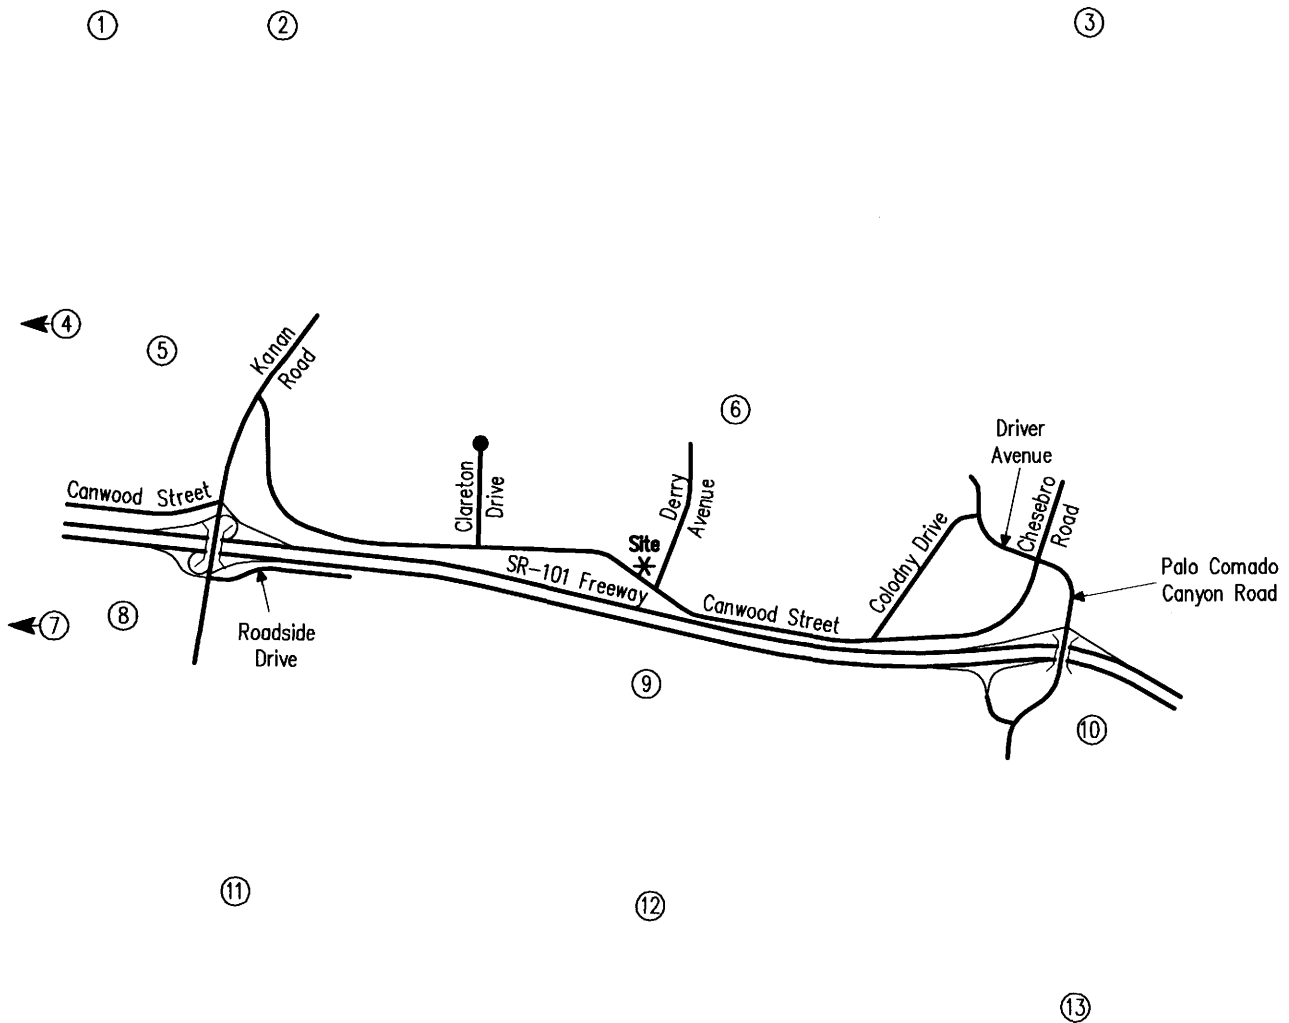 1
2
3
4
5
Kanan
Road
6
Driver
Avenue
Canwood Street
Clareton
Drive
Derry
Avenue
Chesebro
Road
Site
SR-101 Freeway
Colodny Drive
Palo Comado
Canyon Road
Canwood Street
7
8
Roadside
Drive
9
10
11
12
13